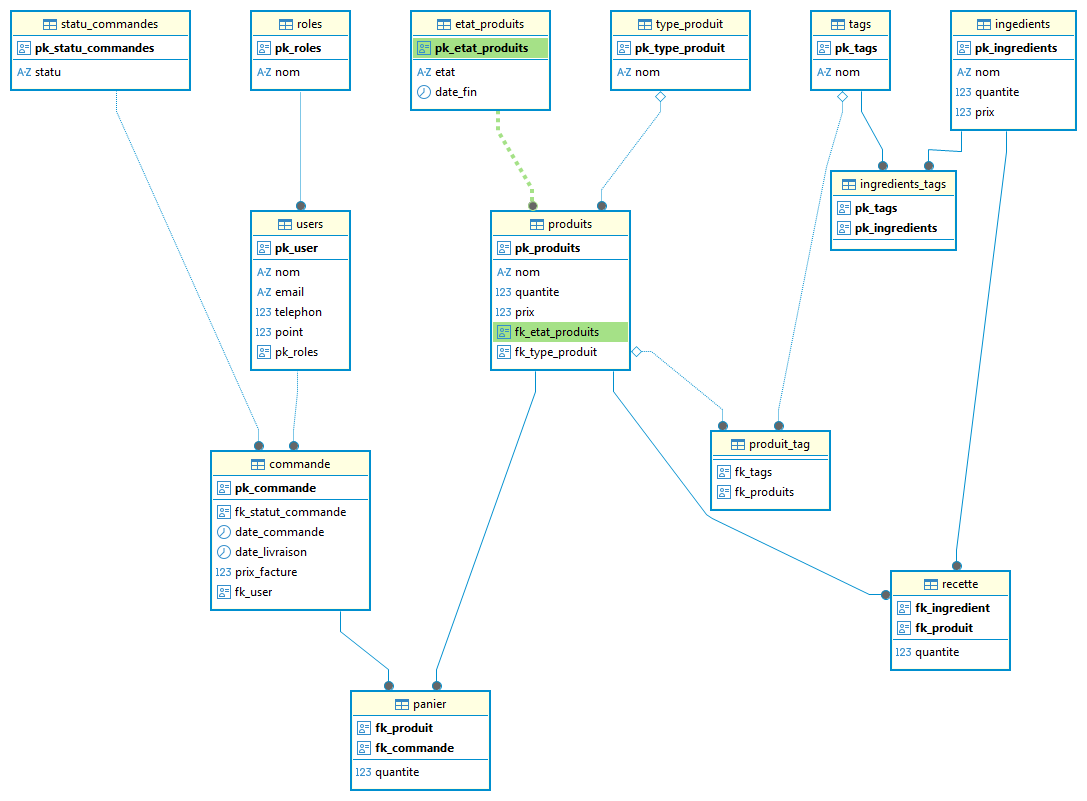 statu_commandes
pk_statu_commandes
A-Z statu
roles
pk_roles
A-Z nom
etat_produits
pk_etat_produits
A-Z etat
date_fin
type_produit
pk_type_produit
A-Z nom
tags
pk_tags
A-Z nom
ingedients
pk_ingredients
A-Z nom
123 quantite
123 prix
ingredients_tags
pk_tags
pk_ingredients
users
pk_user
A-Z nom
A-Z email
123 telephon
123 point
pk_roles
produits
pk_produits
A-Z nom
123 quantite
123 prix
fk_etat_produits
fk_type_produit
commande
pk_commande
fk_statut_commande
date_commande
date_livraison
123 prix_facture
fk_user
produit_tag
fk_tags
fk_produits
recette
fk_ingredient
fk_produit
123 quantite
panier
fk_produit
fk_commande
123 quantite